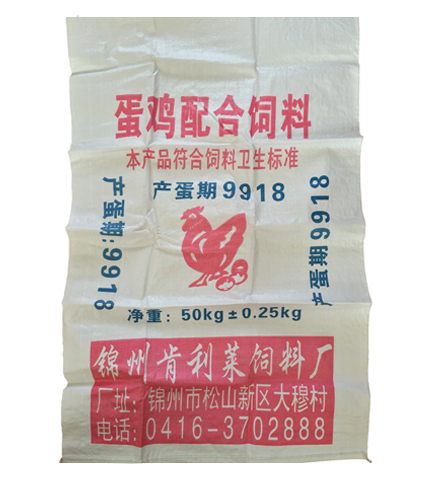 蛋鸡配合饲料
本产品符合饲料卫生标准
产蛋期9918
产蛋期:9918
产蛋期9918
净重：50kg±0.25kg
锦州肯利莱饲料厂
厂址：锦州市松山新区大穆村
电话：0416-3702888